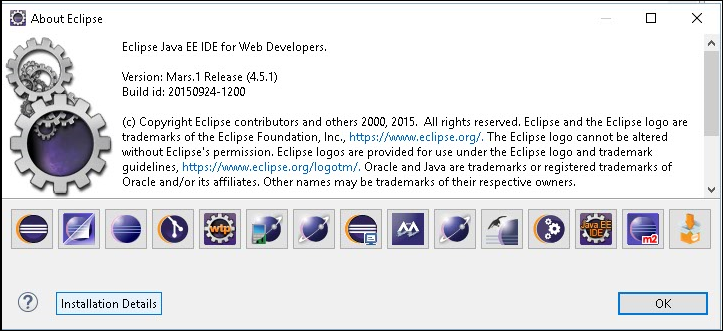 About Eclipse
Eclipse Java EE IDE for Web Developers.
Version: Mars.1 Release (4.5.1)
Build id: 20150924-1200
(c) Copyright Eclipse contributors and others 2000, 2015.  All rights reserved. Eclipse and the Eclipse logo are
trademarks of the Eclipse Foundation, Inc., https://www.eclipse.org/. The Eclipse logo cannot be altered
without Eclipse's permission. Eclipse logos are provided for use under the Eclipse logo and trademark
guidelines, https://www.eclipse.org/logotm/. Oracle and Java are trademarks or registered trademarks of
Oracle and/or its affiliates. Other names may be trademarks of their respective owners.
wtp
Java EE
IDE
m2
?
Installation Details
OK